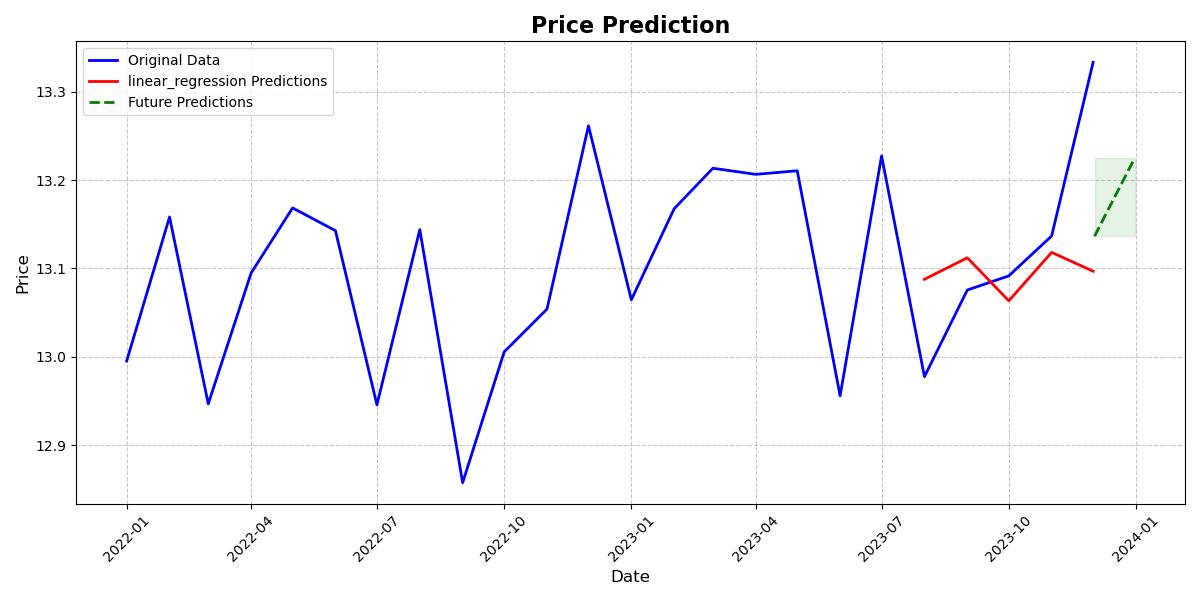 Price Prediction
Original Data
linear_regression Predictions
Future Predictions
Price
13.3
13.2
13.1
13.0
12.9
2022-01
2022-04
2022-07
2022-10
2023-01
2023-04
2023-07
2023-10
2024-01
Date